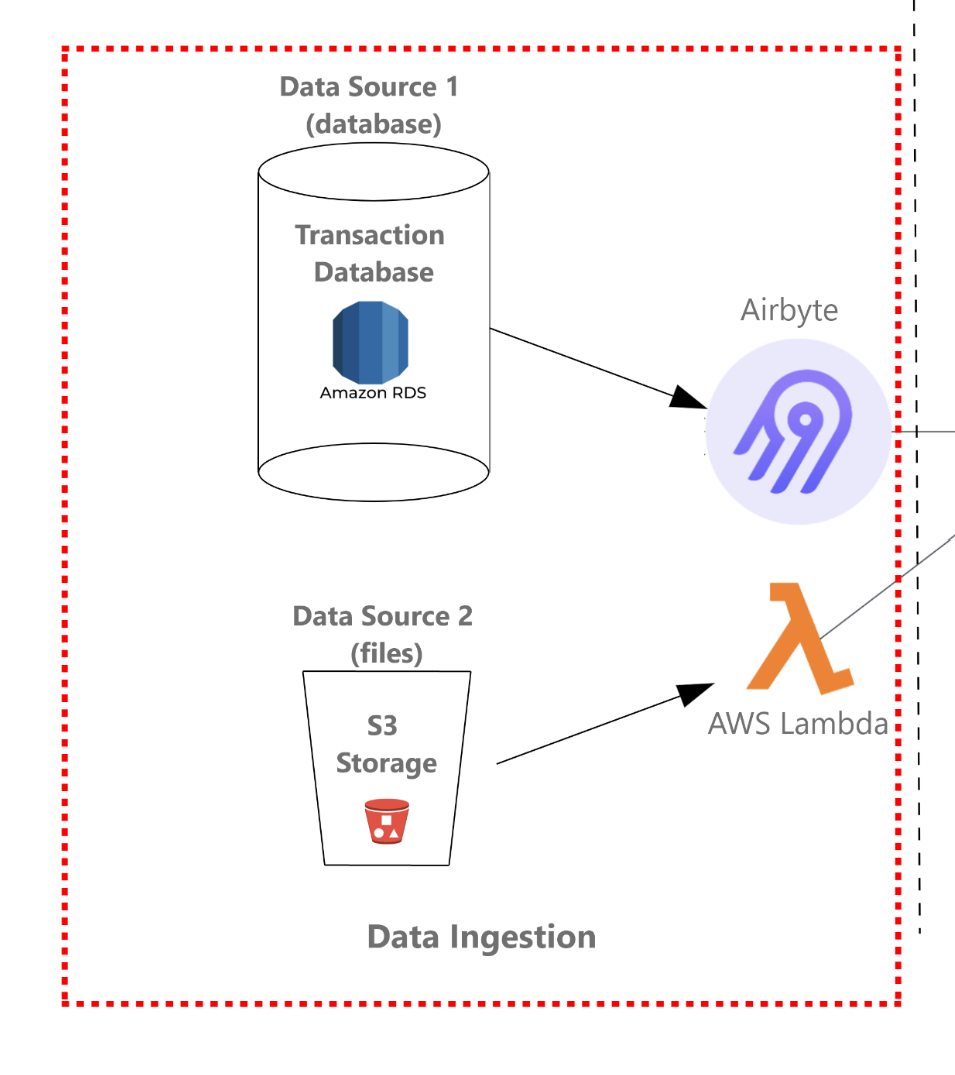 Data Source 1
(database)
Transaction
Database
Amazon RDS
Airbyte
Data Source 2
(files)
S3
Storage
AWS Lambda
Data Ingestion